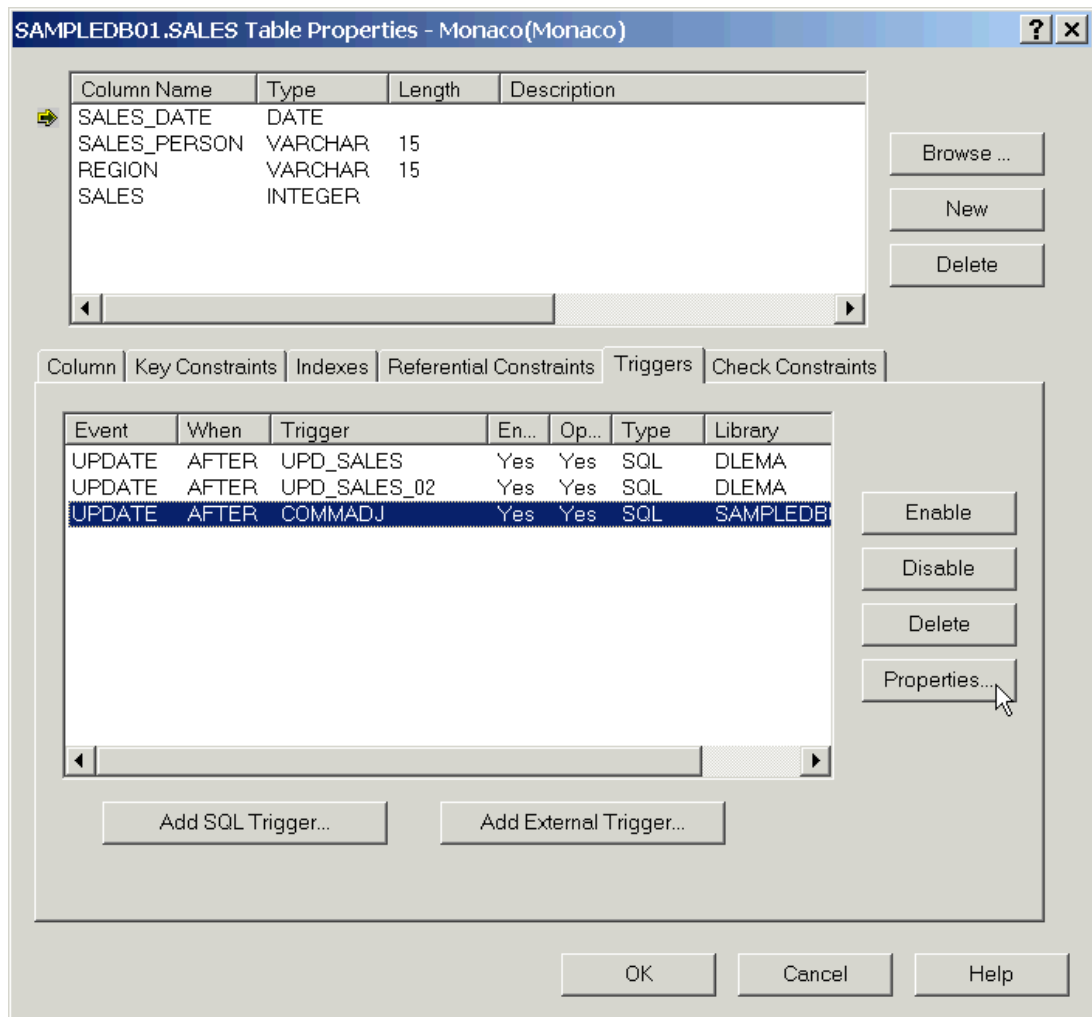 SAMPLEDB01.SALES Table Properties - Monaco(Monaco)
Column Name Type Length Description
SALES_DATE DATE
SALES_PERSON VARCHAR 15
REGION VARCHAR 15
SALES INTEGER
Browse ...
New
Delete
Column Key Constraints Indexes Referential Constraints Triggers Check Constraints
Event When Trigger En... Op... Type Library
UPDATE AFTER UPD_SALES Yes Yes SQL DLEMA
UPDATE AFTER UPD_SALES_02 Yes Yes SQL DLEMA
UPDATE AFTER COMMADJ Yes Yes SQL SAMPLEDB
Enable
Disable
Delete
Properties...
Add SQL Trigger... Add External Trigger...
OK Cancel Help